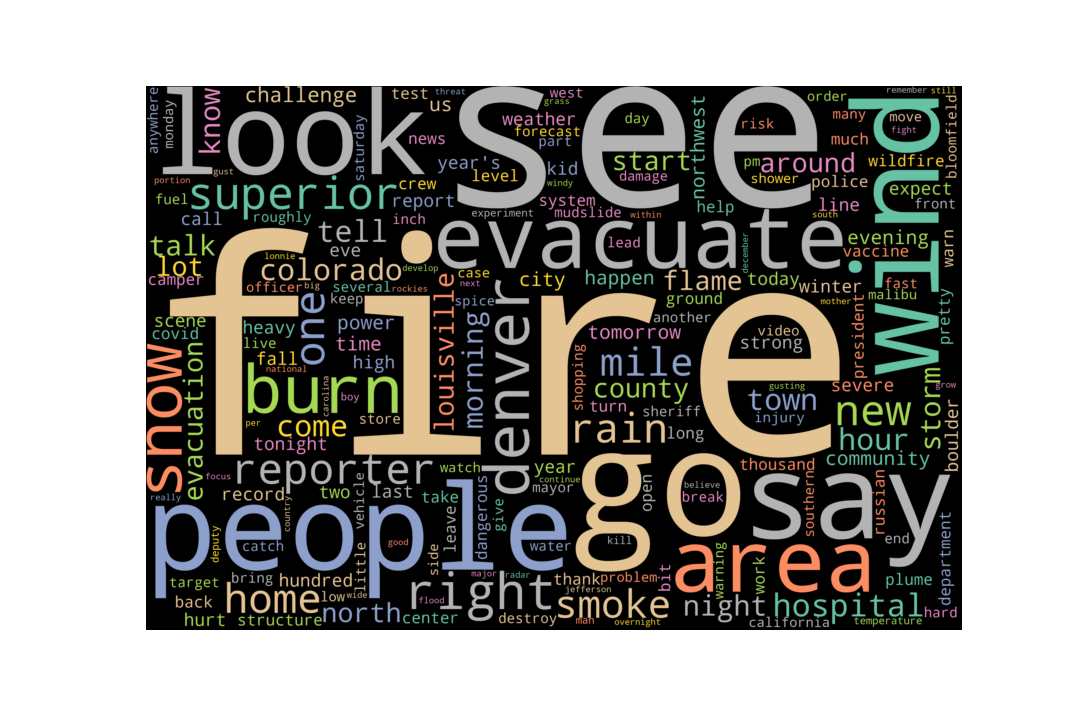 anywhere
monday
know
challenge
look
test
threat
us
see
west
grass
weather
forecast
part
day
order
remember
still
many
move
fight
wind
bloomfield
much
risk
northwest
saturday
news
gust
portion
fuel
superior
crew
year's
level
kid
windy
start
damage
pm
around
shower
police
wildfire
expect
front
call
roughly
report
inch
experiment
system
mudslide
within
help
line
south
talk
lot
camper
tell
eve
evacuate
lead
december
evening
vaccine
warn
lonnie
colorado
develop
officer
big
several
rockies
keep
case
next
spice
city
happen
flame
ground
today
winter
mother
fast
malibu
pretty
scene
covid
fire
heavy
live
fall
national
one
power
time
high
louisville
morning
denver
another
tomorrow
video
strong
president
snow
evacuation
burn
per
carolina
boy
come
tonight
store
shopping
mile
county
turn
sheriff
rain
long
gusting
town
injury
severe
grow
new
hour
community
storm
boulder
focus
reporter
watch
year
continue
mayor
go
thousand
southern
russian
say
end
really
record
two
last
take
vehicle
country
people
deputy
catch
good
little
side
leave
dangerous
give
water
open
believe
break
kill
area
target
back
bring
hundred
home
low
wide
flood
major
radar
right
thank
problem
jefferson
smoke
bit
warning
work
night
hospital
plume
department
hard
hurt
structure
north
center
destroy
man
overnight
california
temperature